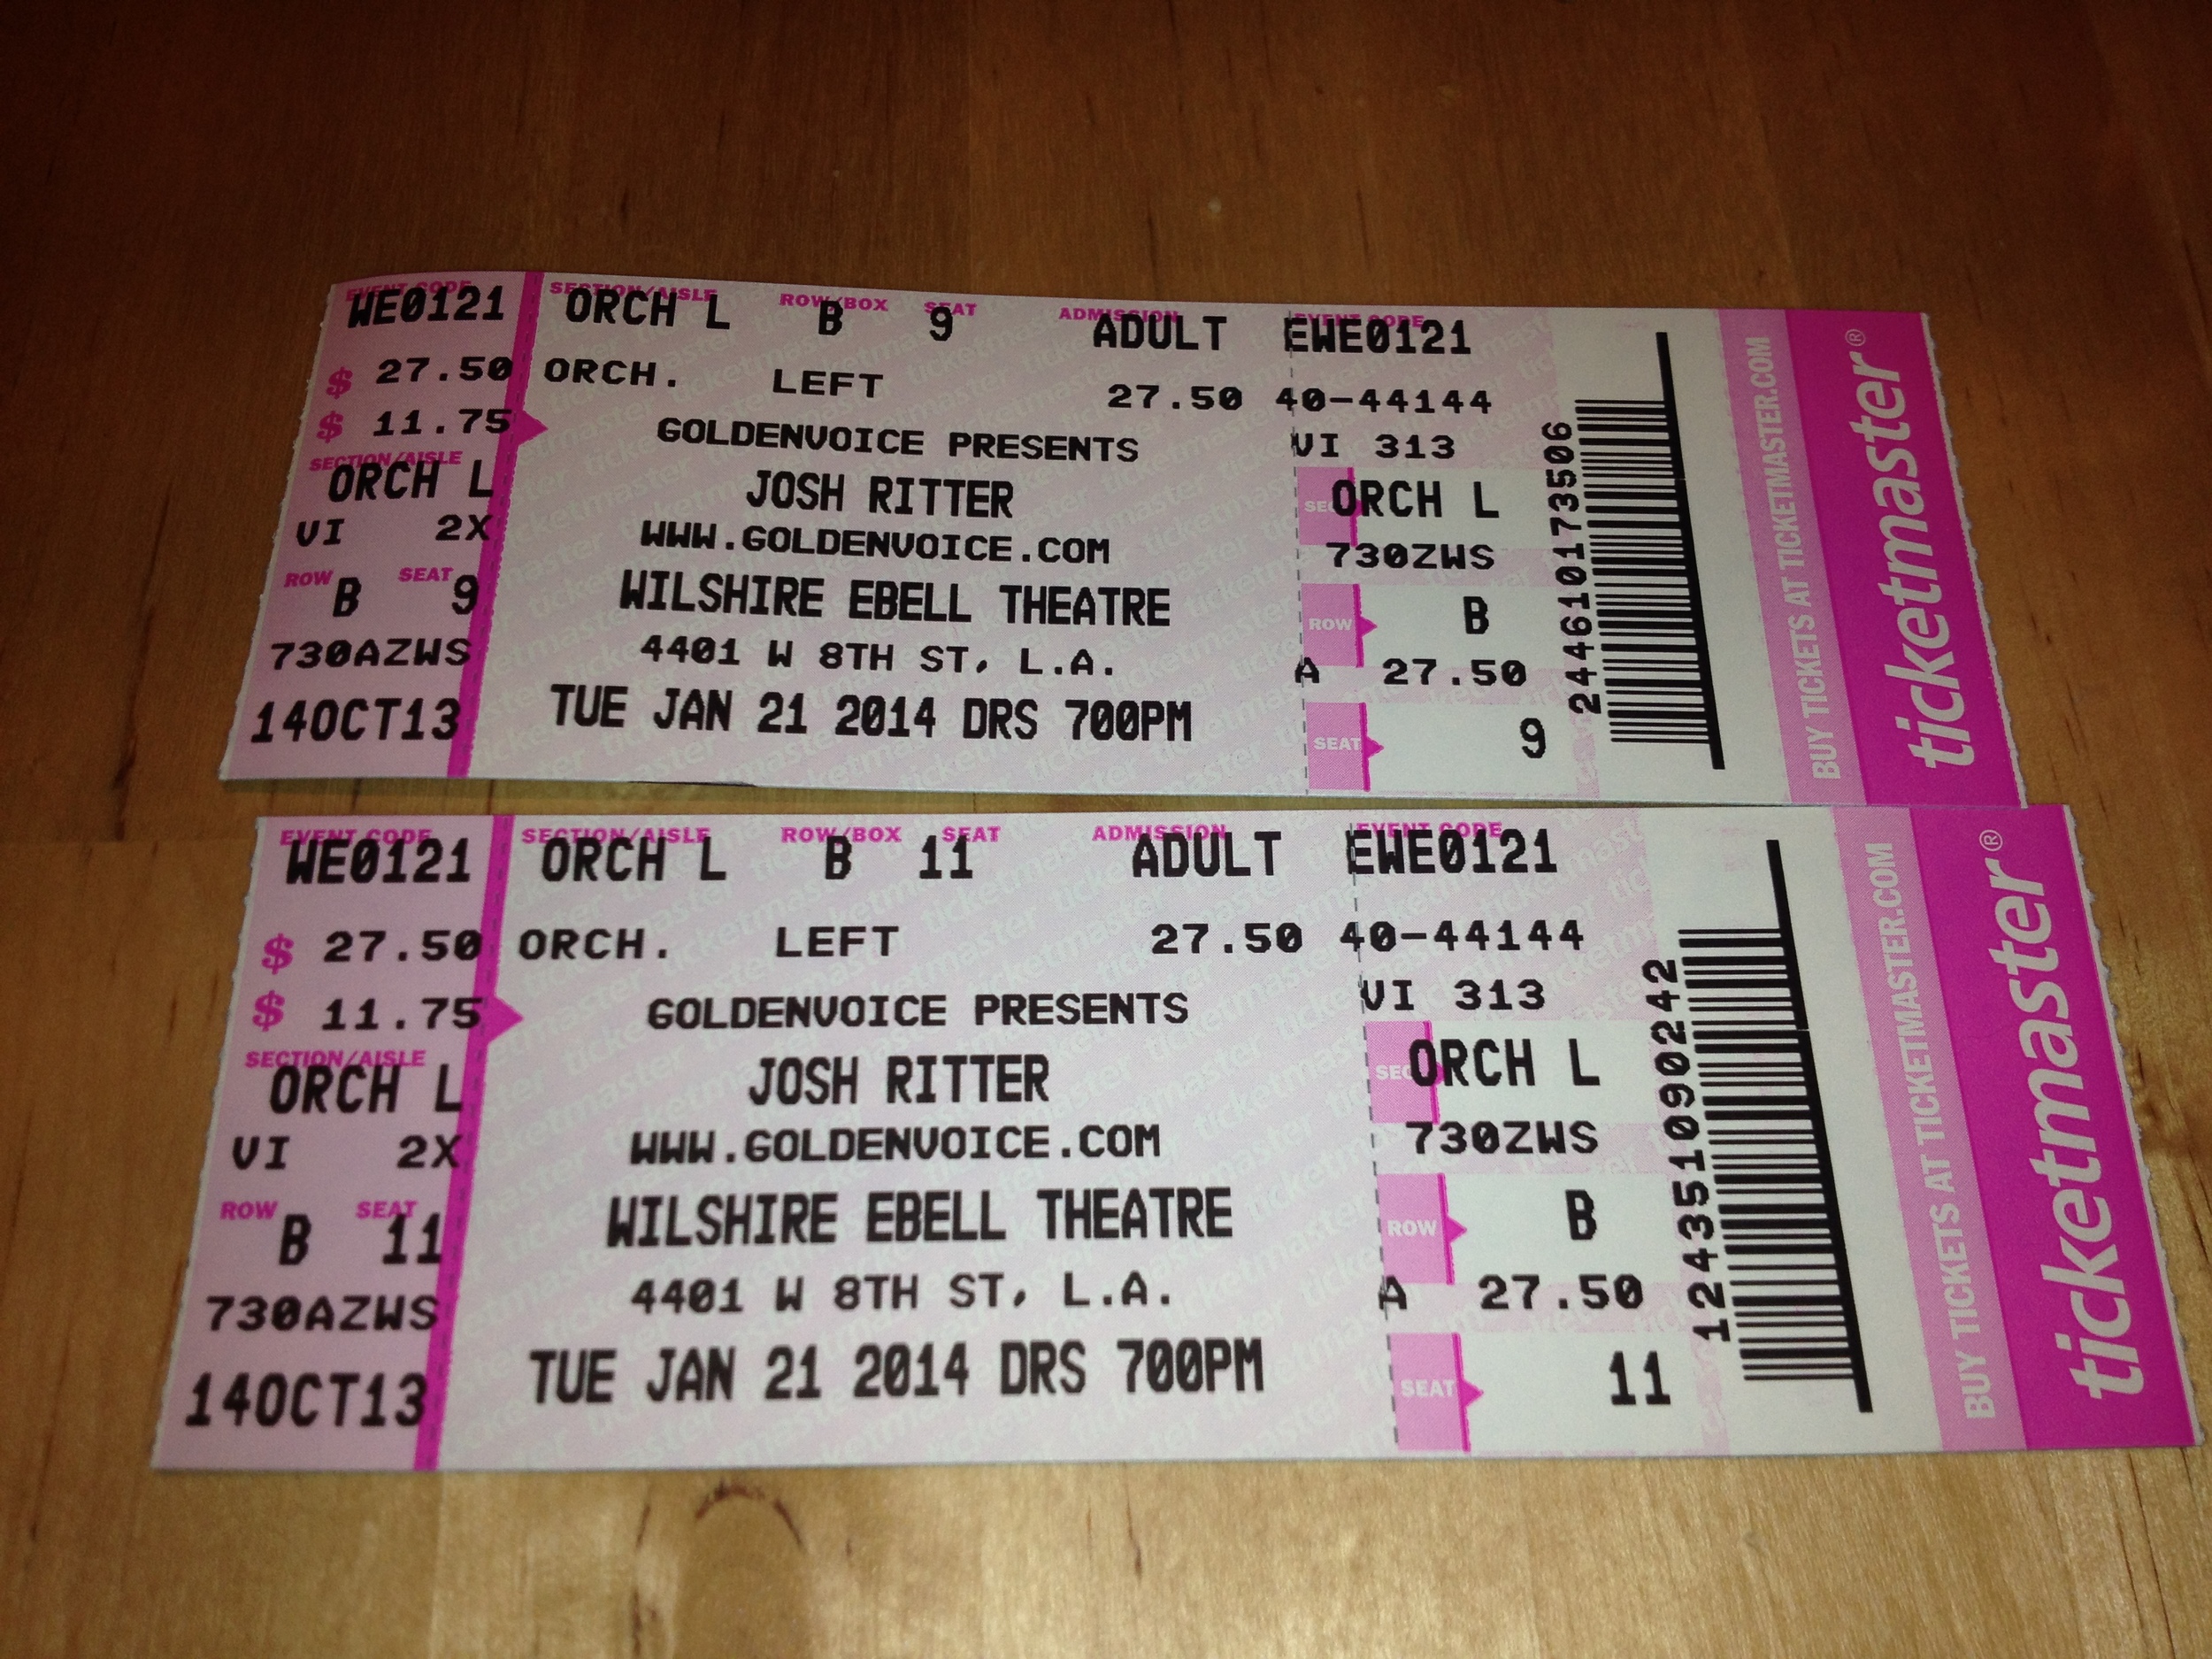 EVENT CODE SECTION/AISLE ROW/BOX SEAT ADMISSION EVENT CODE
WE0121 ORCH L B 9 ADULT EWE0121
$ 27.50 ORCH. LEFT 27.50 40-44144
$ 11.75 GOLDENVOICE PRESENTS VI 313
SECTION/AISLE
ORCH L JOSH RITTER SEC ORCH L
VI 2X WWW.GOLDENVOICE.COM 730ZWS
ROW B SEAT 9 WILSHIRE EBELL THEATRE ROW B
730AZWS 4401 W 8TH ST, L.A. A 27.50
14OCT13 TUE JAN 21 2014 DRS 700PM SEAT 9
244610173506
BUY TICKETS AT TICKETMASTER.COM
ticketmaster®
EVENT CODE SECTION/AISLE ROW/BOX SEAT ADMISSION EVENT CODE
WE0121 ORCH L B 11 ADULT EWE0121
$ 27.50 ORCH. LEFT 27.50 40-44144
$ 11.75 GOLDENVOICE PRESENTS VI 313
SECTION/AISLE
ORCH L JOSH RITTER SEC ORCH L
VI 2X WWW.GOLDENVOICE.COM 730ZWS
ROW B SEAT 11 WILSHIRE EBELL THEATRE ROW B
730AZWS 4401 W 8TH ST, L.A. A 27.50
14OCT13 TUE JAN 21 2014 DRS 700PM SEAT 11
124351090242
BUY TICKETS AT TICKETMASTER.COM
ticketmaster®